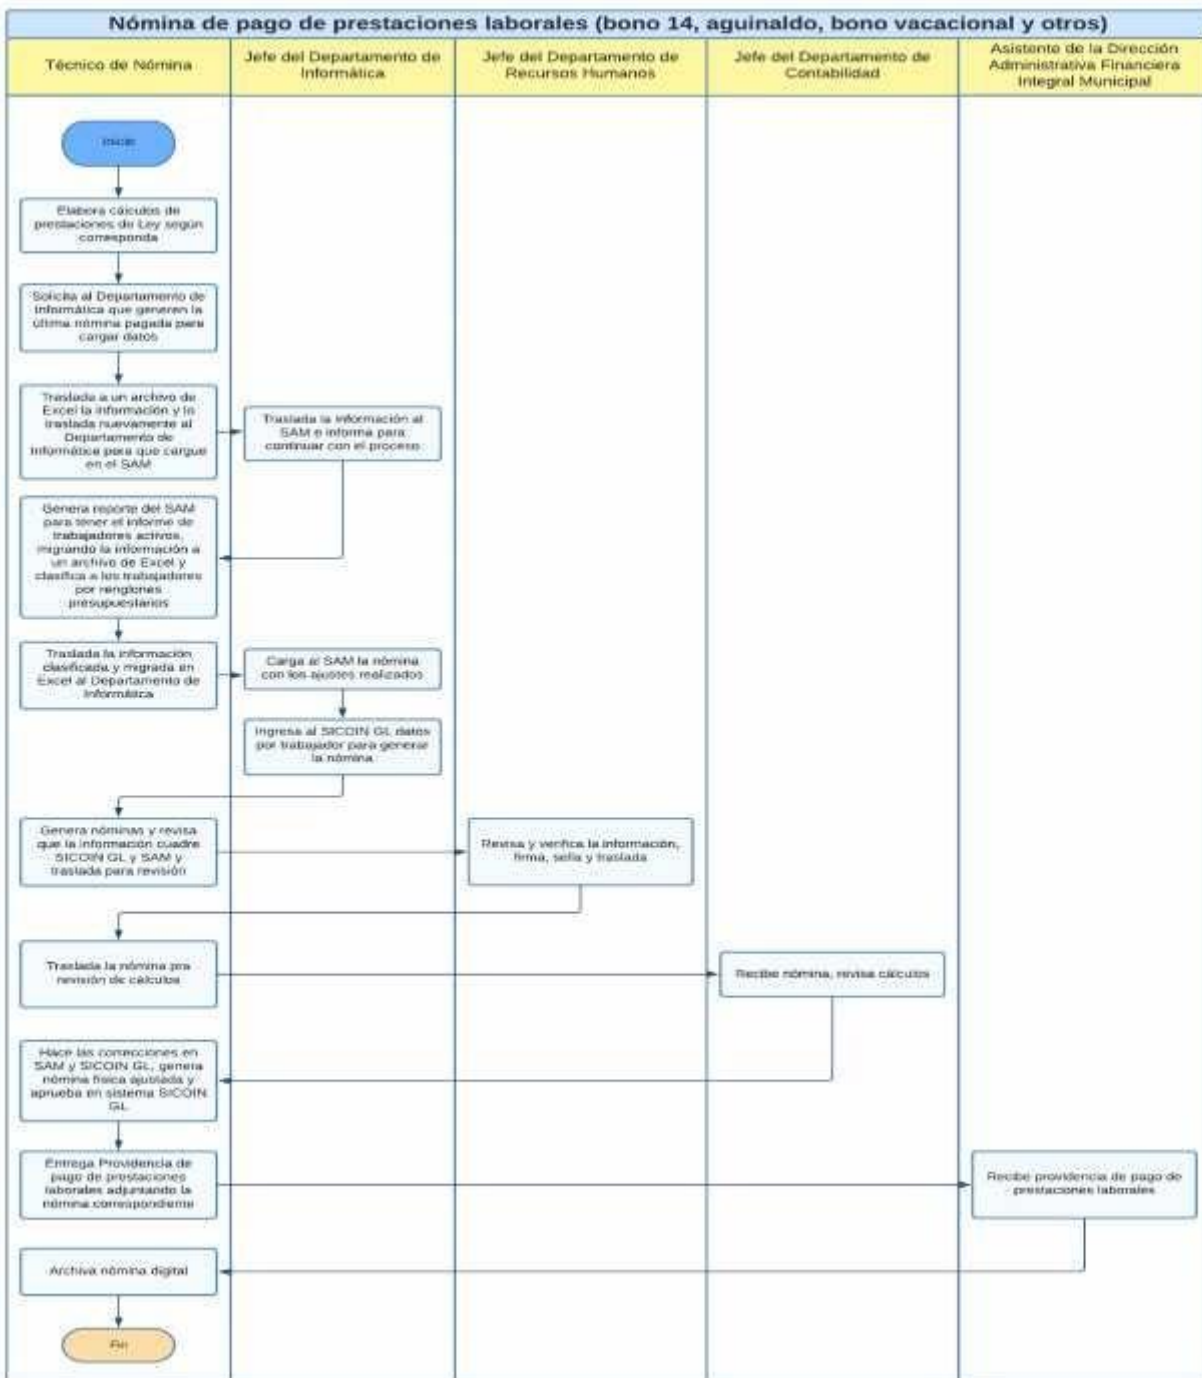 Nómina de pago de prestaciones laborales (bono 14, aguinaldo, bono vacacional y otros)
Técnico de Nómina
Jefe del Departamento de
Informática
Jefe del Departamento de
Recursos Humanos
Jefe del Departamento de
Contabilidad
Asistente de la Dirección
Administrativa Financiera
Integral Municipal
Inicio
Elabora cálculos de
prestaciones de Ley según
corresponda
Solicita al Departamento de
Informática que generen la
última nómina pagada para
cargar datos
Traslada a un archivo de
Excel la información y lo
traslada nuevamente al
Departamento de
Informática para que cargue
en el SAM
Traslada la información al
SAM e informa para
continuar con el proceso
Genera reporte del SAM
para tener el informe de
trabajadores activos,
migrando la información a
un archivo de Excel y
clasifica a los trabajadores
por renglones
presupuestarios
Traslada la información
clasificada y migrada en
Excel al Departamento de
Informática
Carga al SAM la nómina
con los ajustes realizados
Ingresa al SICOIN GL datos
por trabajador para generar
la nómina
Genera nóminas y revisa
que la información cuadre
SICOIN GL y SAM y
traslada para revisión
Revisa y verifica la información,
firma, sella y traslada
Traslada la nómina pra
revisión de cálculos
Recibe nómina, revisa cálculos
Hace las correcciones en
SAM y SICOIN GL, genera
nómina física ajustada y
aprueba en sistema SICOIN
GL
Entrega Providencia de
pago de prestaciones
laborales adjuntando la
nómina correspondiente
Recibe providencia de pago de
prestaciones laborales
Archiva nómina digital
Fin